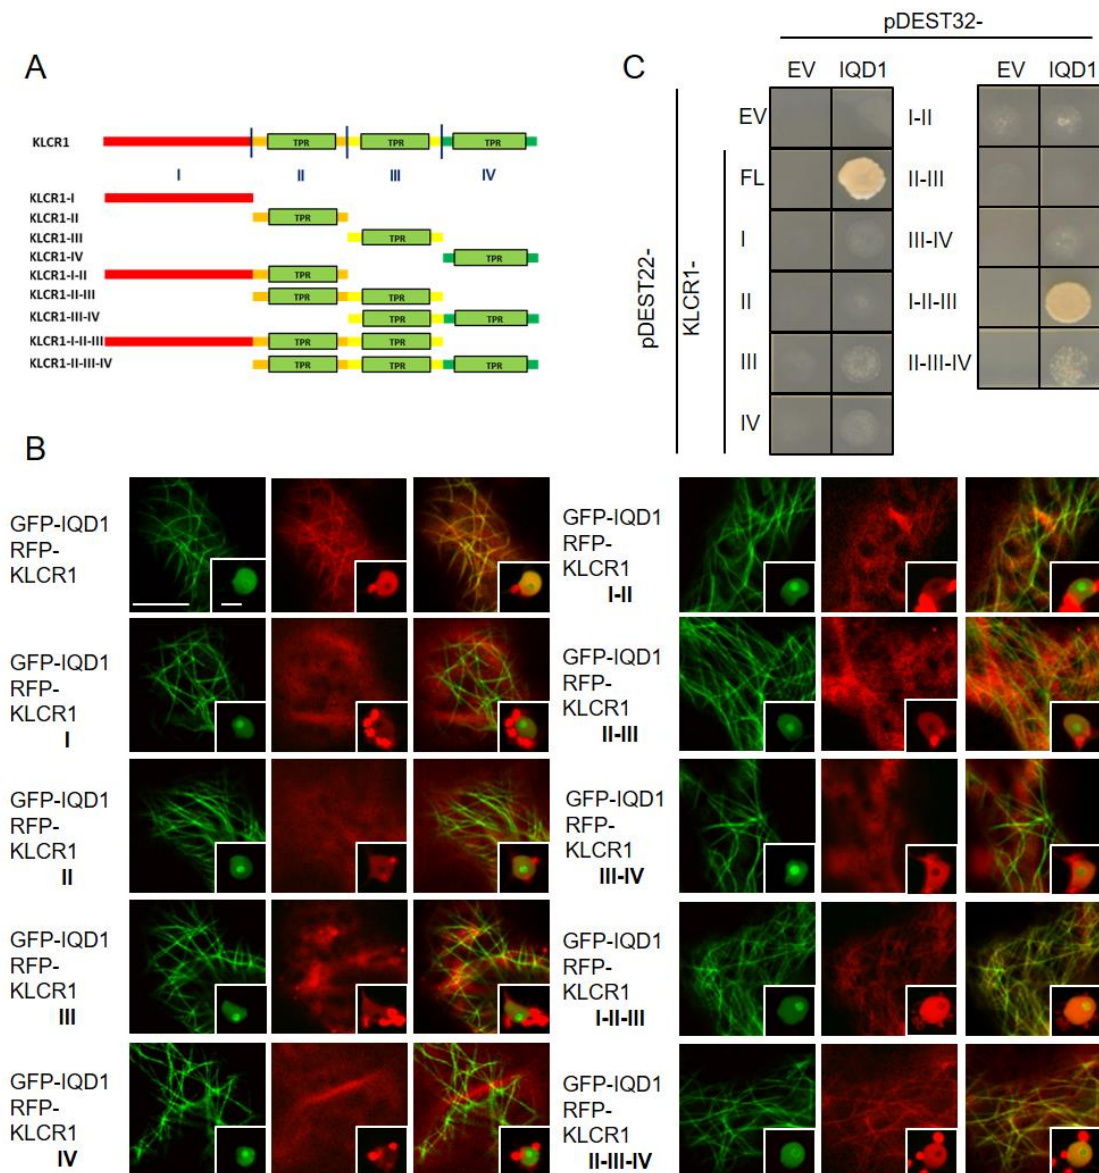 A
KLCR1
TPR
TPR
TPR
I
II
III
IV
KLCR1-I
KLCR1-II
TPR
KLCR1-III
TPR
KLCR1-IV
TPR
KLCR1-I-II
TPR
KLCR1-II-III
TPR
TPR
KLCR1-III-IV
TPR
TPR
KLCR1-I-II-III
TPR
TPR
KLCR1-II-III-IV
TPR
TPR
TPR
C
pDEST32-
EV
IQD1
EV
IQD1
pDEST22-
KLCR1-
EV
FL
I
II
III
IV
I-II
II-III
III-IV
I-II-III
II-III-IV
B
GFP-IQD1
RFP-
KLCR1
GFP-IQD1
RFP-
KLCR1
I
GFP-IQD1
RFP-
KLCR1
II
GFP-IQD1
RFP-
KLCR1
III
GFP-IQD1
RFP-
KLCR1
IV
GFP-IQD1
RFP-
KLCR1
I-II
GFP-IQD1
RFP-
KLCR1
II-III
GFP-IQD1
RFP-
KLCR1
III-IV
GFP-IQD1
RFP-
KLCR1
I-II-III
GFP-IQD1
RFP-
KLCR1
II-III-IV